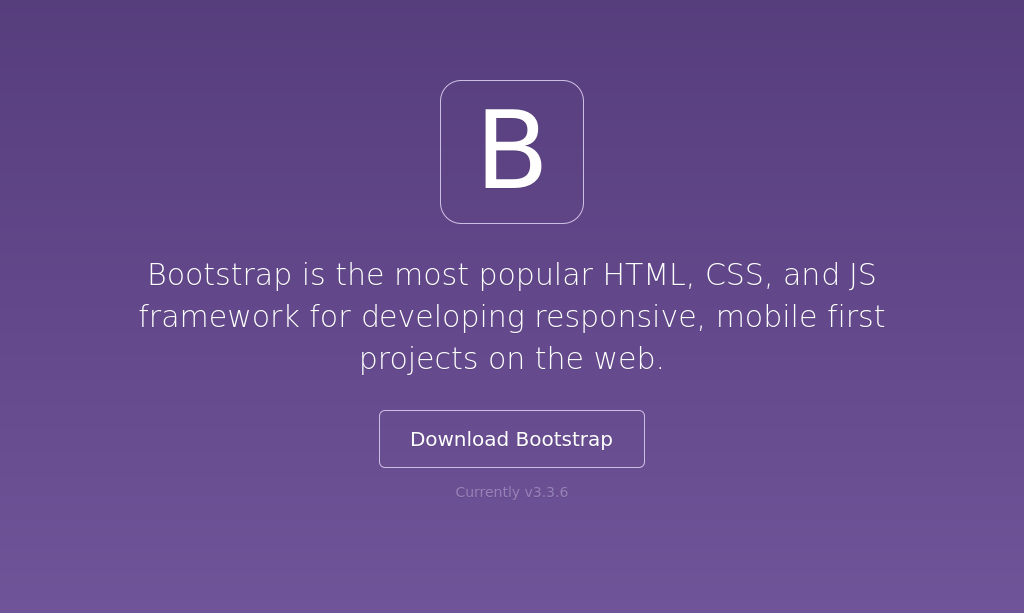 B
Bootstrap is the most popular HTML, CSS, and JS
framework for developing responsive, mobile first
projects on the web.
Download Bootstrap
Currently v3.3.6